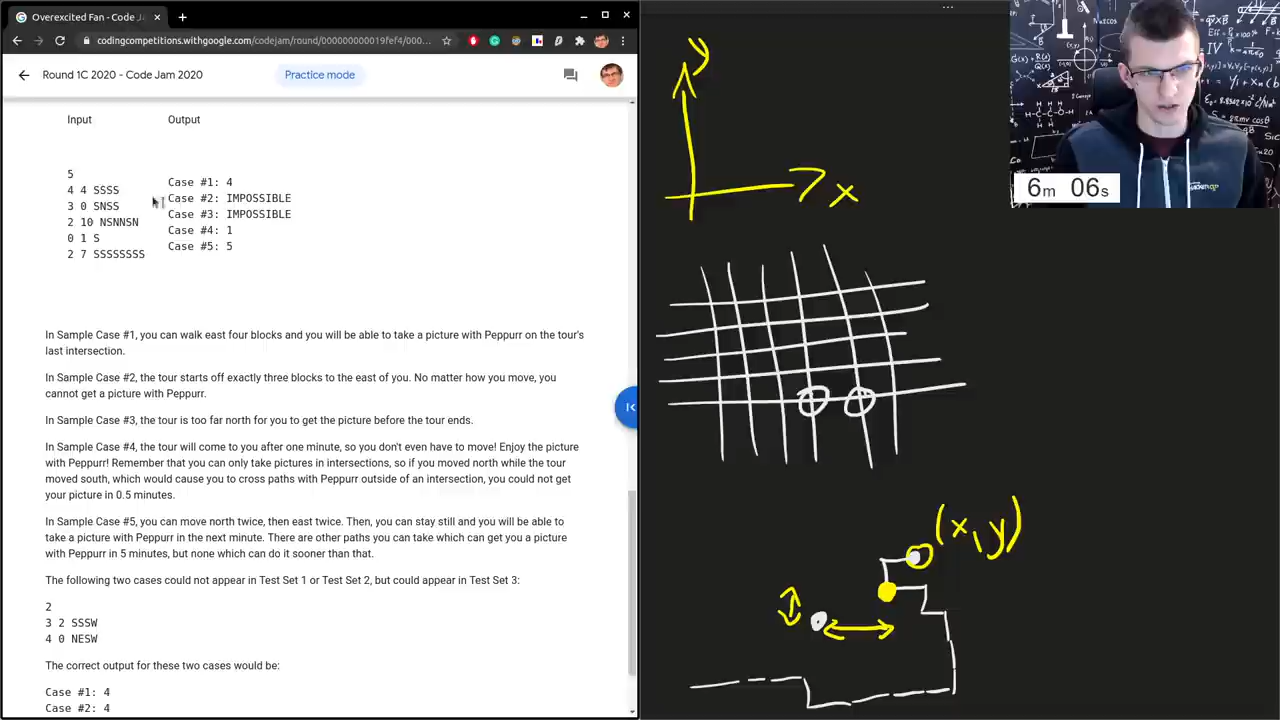 Overexcited Fan - Code Ja
codingcompetitions.withgoogle.com/codejam/round/000000000019fef4/000...
Round 1C 2020 - Code Jam 2020
Practice mode
Input
Output
5
4 4 SSSS
3 0 SNSS
2 10 NSNNSN
0 1 S
2 7 SSSSSSSS
Case #1: 4
Case #2: IMPOSSIBLE
Case #3: IMPOSSIBLE
Case #4: 1
Case #5: 5
In Sample Case #1, you can walk east four blocks and you will be able to take a picture with Peppurr on the tour's
last intersection.
In Sample Case #2, the tour starts off exactly three blocks to the east of you. No matter how you move, you
cannot get a picture with Peppurr.
In Sample Case #3, the tour is too far north for you to get the picture before the tour ends.
In Sample Case #4, the tour will come to you after one minute, so you don't even have to move! Enjoy the picture
with Peppurr! Remember that you can only take pictures in intersections, so if you moved north while the tour
moved south, which would cause you to cross paths with Peppurr outside of an intersection, you could not get
your picture in 0.5 minutes.
In Sample Case #5, you can move north twice, then east twice. Then, you can stay still and you will be able to
take a picture with Peppurr in the next minute. There are other paths you can take which can get you a picture
with Peppurr in 5 minutes, but none which can do it sooner than that.
The following two cases could not appear in Test Set 1 or Test Set 2, but could appear in Test Set 3:
2
3 2 SSSW
4 0 NESW
The correct output for these two cases would be:
Case #1: 4
Case #2: 4
y
x
(x,y)
6m 06s